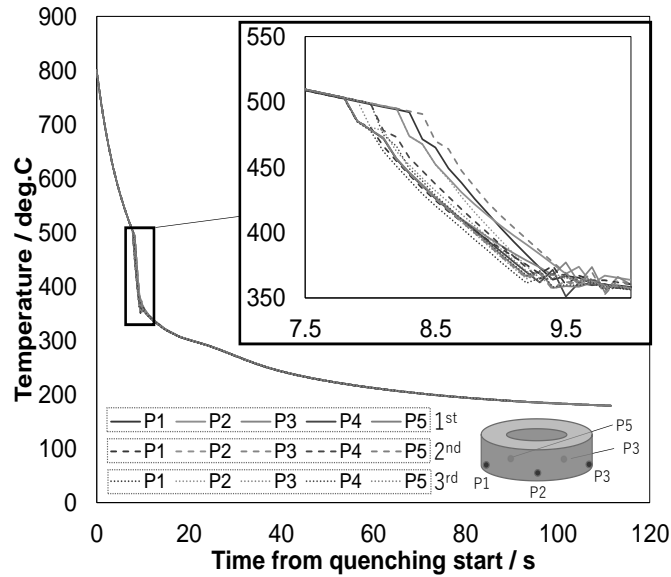 900
800
700
600
500
400
300
200
100
0
Temperature / deg.C
550
500
450
400
350
7.5 8.5 9.5
P1 P2 P3 P4 P5 1st
P1 P2 P3 P4 P5 2nd
P1 P2 P3 P4 P5 3rd
P5
P3
P1 P2 P3
0 20 40 60 80 100 120
Time from quenching start / s